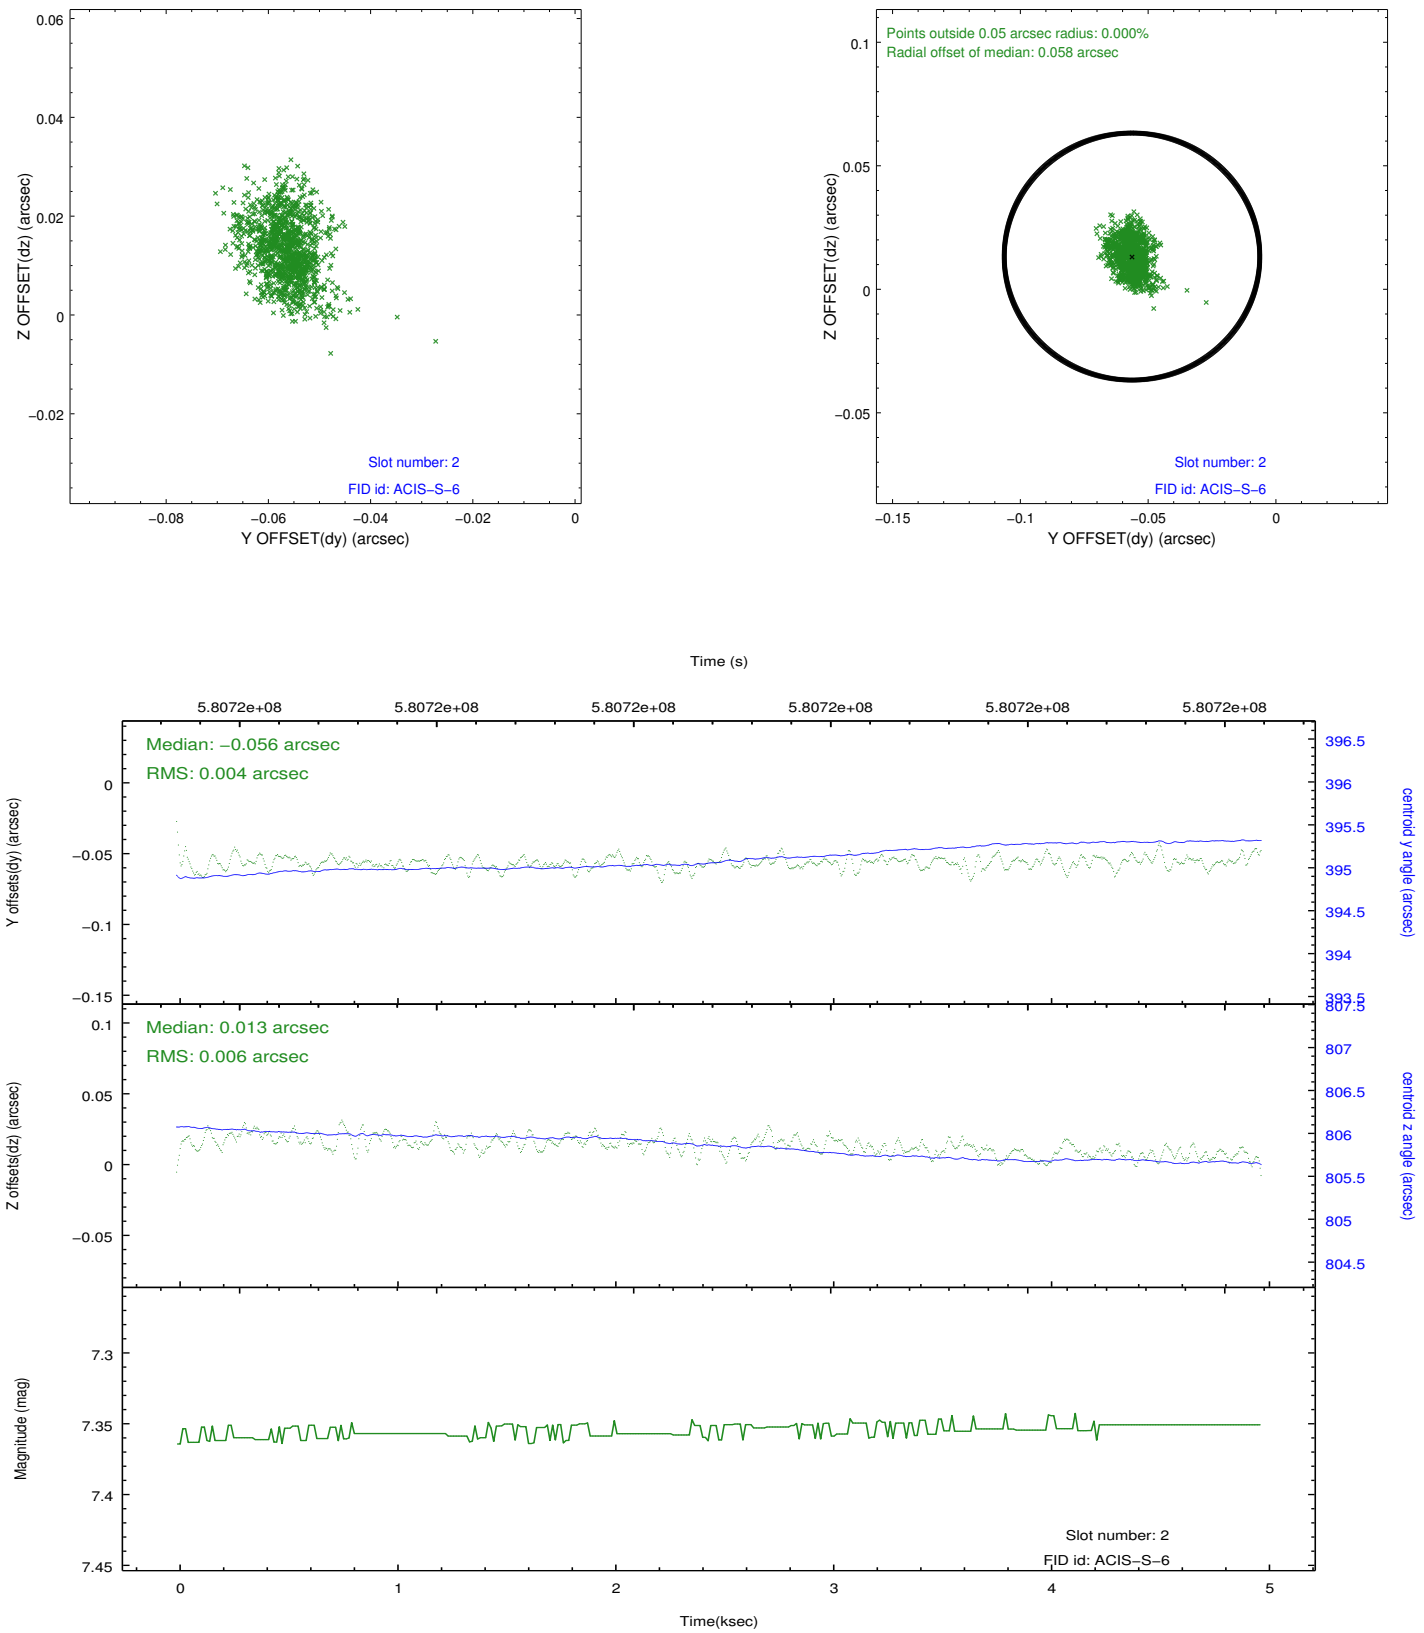 0.06
0.04
0.02
0
−0.02
Z OFFSET(dz) (arcsec)
Slot number: 2
FID id: ACIS−S−6
−0.08
−0.06
−0.04
−0.02
0
Y OFFSET(dy) (arcsec)
Points outside 0.05 arcsec radius: 0.000%
Radial offset of median: 0.058 arcsec
0.1
0.05
0
−0.05
Z OFFSET(dz) (arcsec)
Slot number: 2
FID id: ACIS−S−6
−0.15
−0.1
−0.05
0
Y OFFSET(dy) (arcsec)
Time (s)
5.8072e+08
5.8072e+08
5.8072e+08
5.8072e+08
5.8072e+08
5.8072e+08
Median: −0.056 arcsec
RMS: 0.004 arcsec
0
−0.05
−0.1
−0.15
Y offsets(dy) (arcsec)
396.5
396
395.5
395
394.5
394
393.5
centroid y angle (arcsec)
Median: 0.013 arcsec
RMS: 0.006 arcsec
0.1
0.05
0
−0.05
Z offsets(dz) (arcsec)
807.5
807
806.5
806
805.5
805
804.5
centroid z angle (arcsec)
7.3
7.35
7.4
7.45
Magnitude (mag)
Slot number: 2
FID id: ACIS−S−6
0
1
2
3
4
5
Time(ksec)